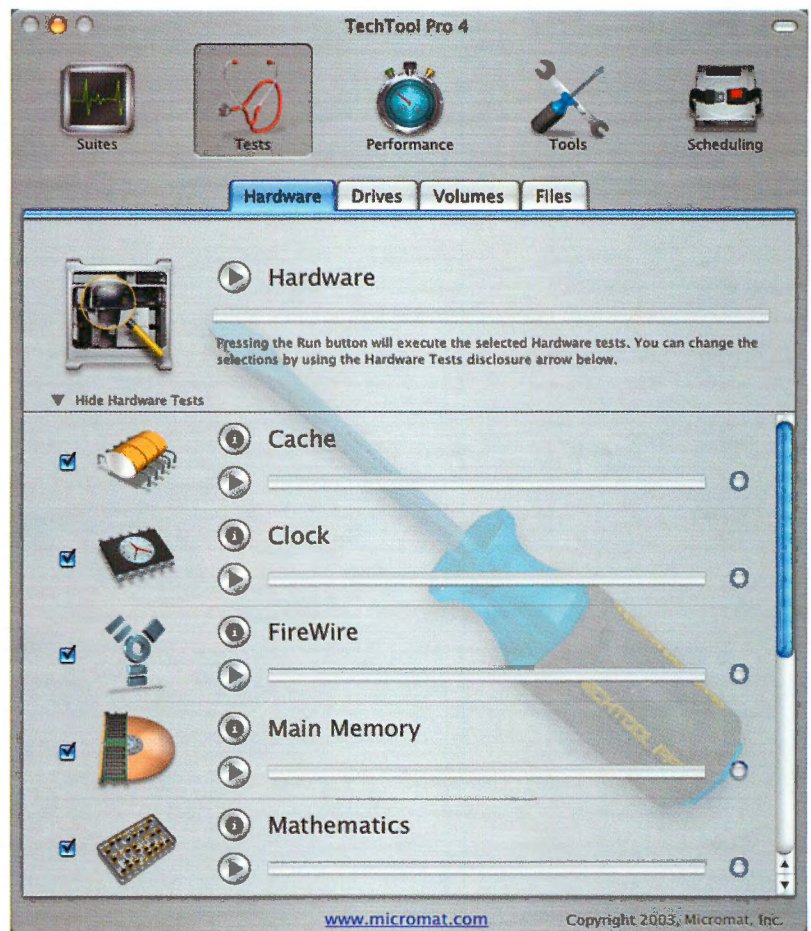 TechTool Pro 4
Suites
Tests
Performance
Tools
Scheduling
Hardware
Drives
Volumes
Files
Hardware
Pressing the Run button will execute the selected Hardware tests. You can change the
selections by using the Hardware Tests disclosure arrow below.
Hide Hardware Tests
Cache
Clock
FireWire
Main Memory
Mathematics
TECHTOOL PRO
www.micromat.com
Copyright 2003, Micromat, Inc.